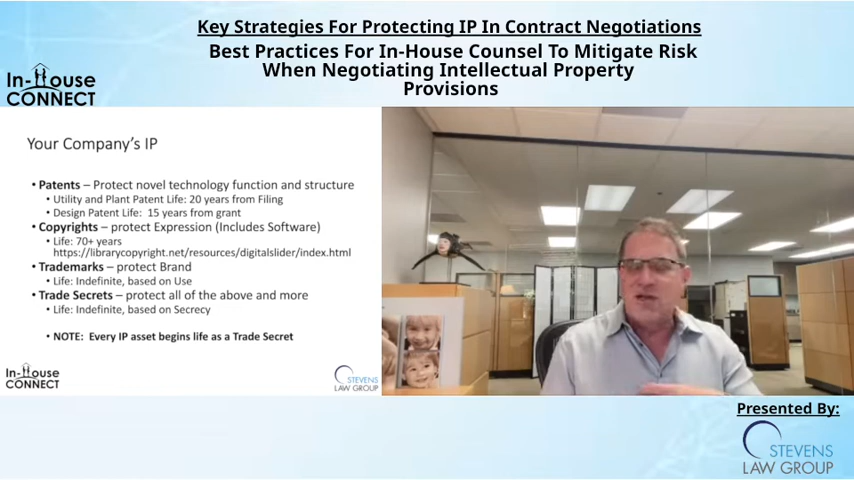 Key Strategies For Protecting IP In Contract Negotiations
Best Practices For In-House Counsel To Mitigate Risk
When Negotiating Intellectual Property
Provisions
In-House
CONNECT
Your Company's IP
• Patents – Protect novel technology function and structure
• Utility and Plant Patent Life: 20 years from Filing
• Design Patent Life: 15 years from grant
• Copyrights – protect Expression (Includes Software)
• Life: 70+ years
https://librarycopyright.net/resources/digitalslider/index.html
• Trademarks – protect Brand
• Life: Indefinite, based on Use
• Trade Secrets – protect all of the above and more
• Life: Indefinite, based on Secrecy
• NOTE: Every IP asset begins life as a Trade Secret
In-House
CONNECT
STEVENS
LAW GROUP
Presented By:
STEVENS
LAW GROUP